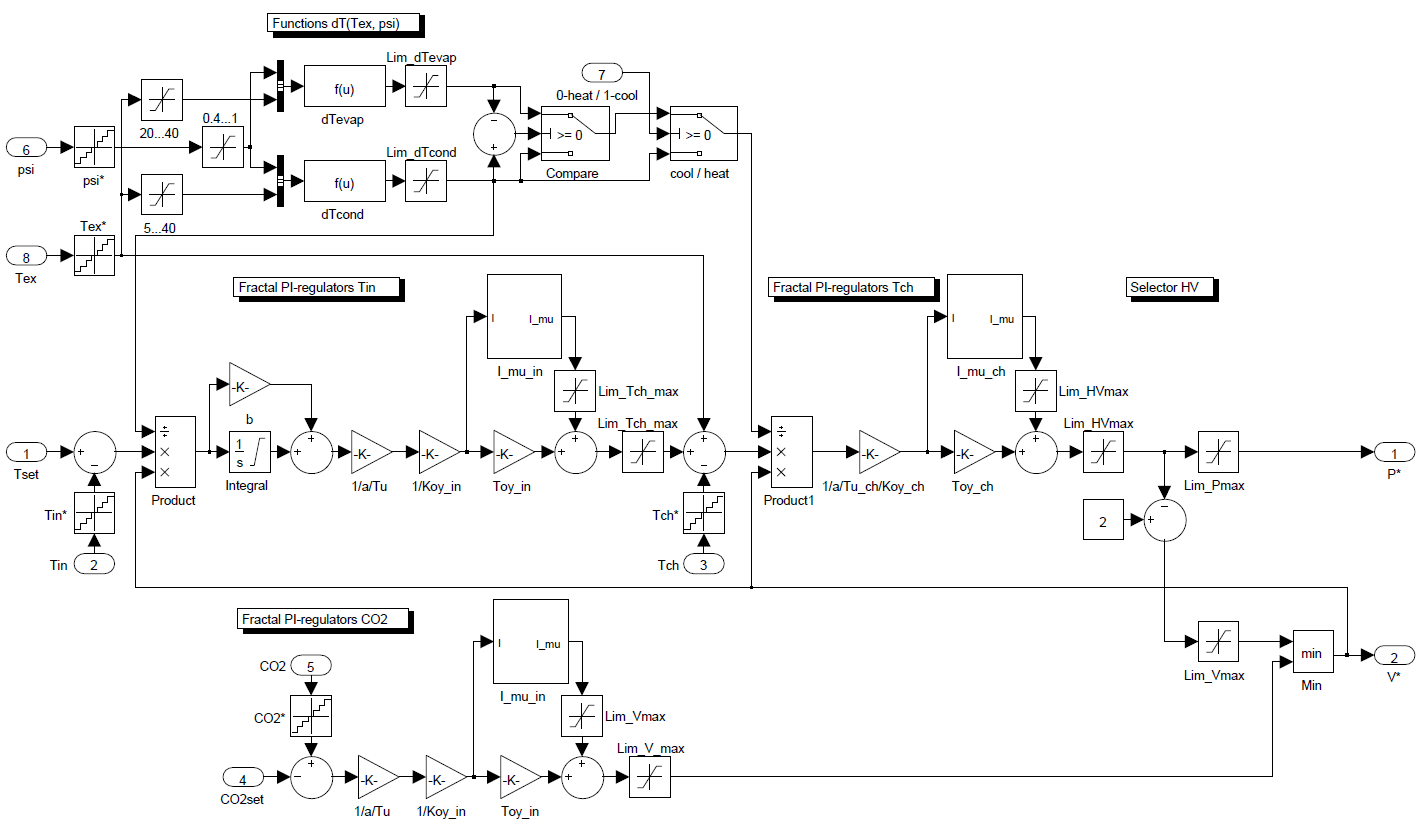 Functions dT(Tex, psi)
Lim_dTevap
7
0-heat / 1-cool
f(u)
dTevap
20...40
0.4...1
>= 0
>= 0
6
psi
psi*
Lim_dTcond
Compare
cool / heat
f(u)
dTcond
5...40
Tex*
8
Tex
Fractal PI-regulators Tin
Fractal PI-regulators Tch
Selector HV
I
I_mu
I_mu_in
I
I_mu
I_mu_ch
Lim_Tch_max
Lim_HVmax
-K-
b
Lim_Tch_max
Lim_HVmax
1
Tset
+
−
÷
×
×
Product
1
s
Integral
+
+
-K-
1/a/Tu
-K-
1/Koy_in
-K-
Toy_in
+
+
+
+
−
÷
×
×
Product1
-K-
1/a/Tu_ch/Koy_ch
-K-
Toy_ch
+
+
Lim_Pmax
1
P*
Tin*
Tin
2
Tch*
Tch
3
2
+
−
−
+
Fractal PI-regulators CO2
I
I_mu
I_mu_in
CO2
5
CO2*
Lim_Vmax
Lim_Vmax
min
Min
2
V*
Lim_V_max
4
CO2set
−
+
-K-
1/a/Tu
-K-
1/Koy_in
-K-
Toy_in
+
+